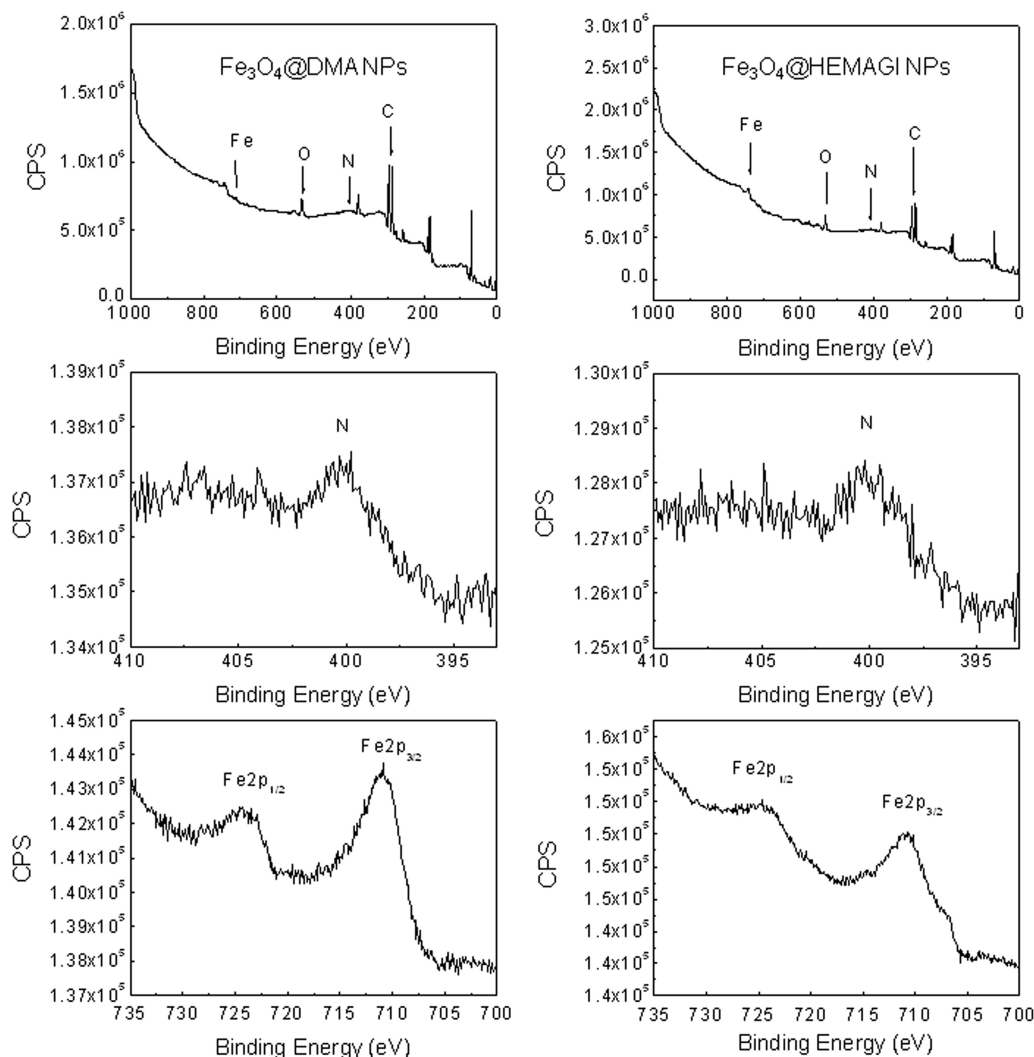 Fe3O4@DMA NPs
CPS
2.0x10^6
1.5x10^6
1.0x10^6
5.0x10^5
0.0
Fe
O
N
C
1000 800 600 400 200 0
Binding Energy (eV)
Fe3O4@HEMAGI NPs
CPS
3.0x10^6
2.5x10^6
2.0x10^6
1.5x10^6
1.0x10^6
5.0x10^5
0.0
Fe
O
N
C
1000 800 600 400 200 0
Binding Energy (eV)
CPS
1.39x10^5
1.38x10^5
1.37x10^5
1.36x10^5
1.35x10^5
1.34x10^5
N
410 405 400 395
Binding Energy (eV)
CPS
1.30x10^5
1.29x10^5
1.28x10^5
1.27x10^5
1.26x10^5
1.25x10^5
N
410 405 400 395
Binding Energy (eV)
CPS
1.45x10^5
1.44x10^5
1.43x10^5
1.42x10^5
1.41x10^5
1.40x10^5
1.38x10^5
1.38x10^5
1.37x10^5
Fe2p1/2
Fe2p3/2
735 730 725 720 715 710 705 700
Binding Energy (eV)
CPS
1.6x10^5
1.5x10^5
1.5x10^5
1.5x10^5
1.4x10^5
1.4x10^5
Fe2p1/2
Fe2p3/2
735 730 725 720 715 710 705 700
Binding Energy (eV)